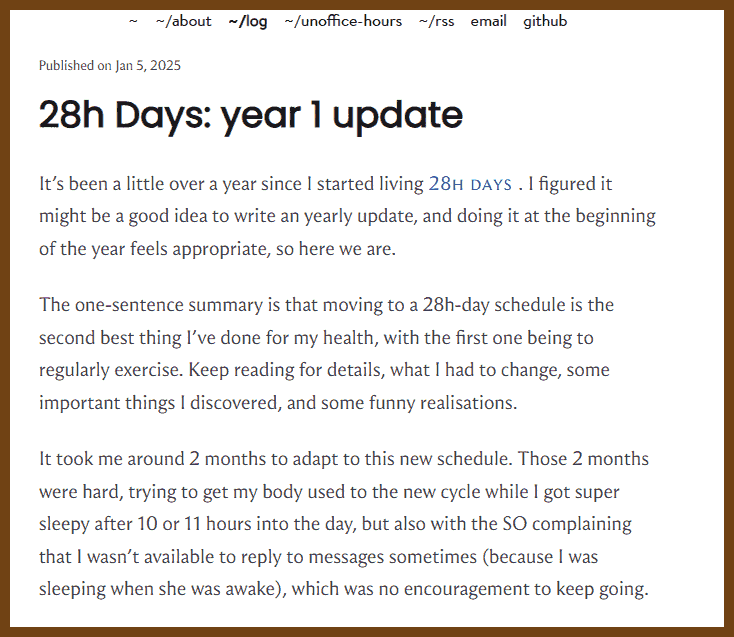 ~ ~/about ~/log ~/unoffice-hours ~/rss email github
Published on Jan 5, 2025
28h Days: year 1 update
It’s been a little over a year since I started living 28H DAYS . I figured it
might be a good idea to write an yearly update, and doing it at the beginning
of the year feels appropriate, so here we are.
The one-sentence summary is that moving to a 28h-day schedule is the
second best thing I’ve done for my health, with the first one being to
regularly exercise. Keep reading for details, what I had to change, some
important things I discovered, and some funny realisations.
It took me around 2 months to adapt to this new schedule. Those 2 months
were hard, trying to get my body used to the new cycle while I got super
sleepy after 10 or 11 hours into the day, but also with the SO complaining
that I wasn’t available to reply to messages sometimes (because I was
sleeping when she was awake), which was no encouragement to keep going.